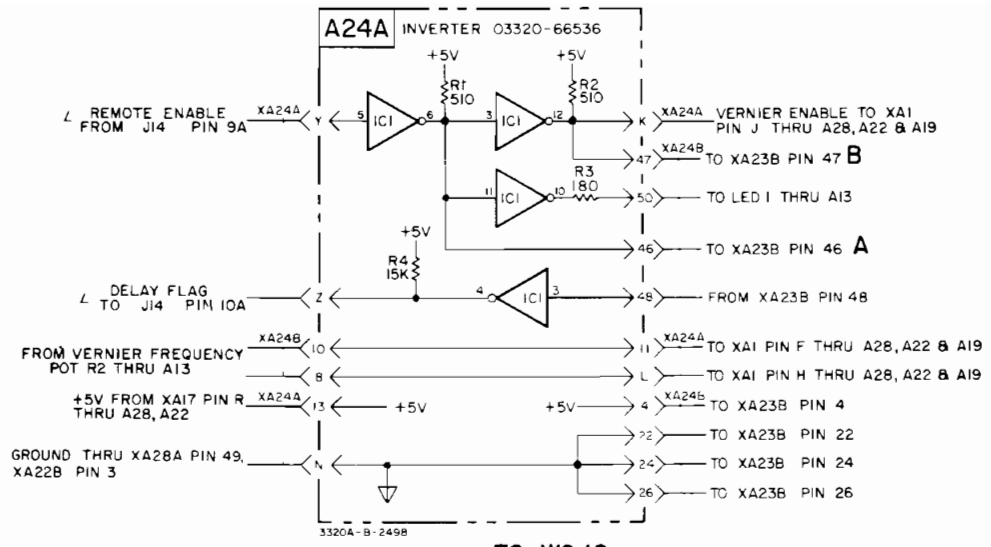 A24A INVERTER 03320-66536
+5V +5V
R1 510
R2 510
L REMOTE ENABLE FROM J14 PIN 9A
XA24A
Y
5 IC1 6
3 IC1 12
K
XA24A
VERNIER ENABLE TO XA1
PIN J THRU A28, A22 & A19
47 XA24B TO XA23B PIN 47 B
11 IC1 10
R3 180
50 TO LED 1 THRU A13
46 TO XA23B PIN 46 A
+5V
R4 15K
L DELAY FLAG
TO J14 PIN 10A
Z
4 IC1 3
48 FROM XA23B PIN 48
FROM VERNIER FREQUENCY
POT R2 THRU A13
XA24B
10
11 XA24A TO XA1 PIN F THRU A28, A22 & A19
8
L TO XA1 PIN H THRU A28, A22 & A19
+5V FROM XA17 PIN R
THRU A28, A22
XA24A
13 +5V
+5V 4 XA24B TO XA23B PIN 4
22 TO XA23B PIN 22
GROUND THRU XA28A PIN 49,
XA22B PIN 3
N
24 TO XA23B PIN 24
26 TO XA23B PIN 26
3320A-B-2498